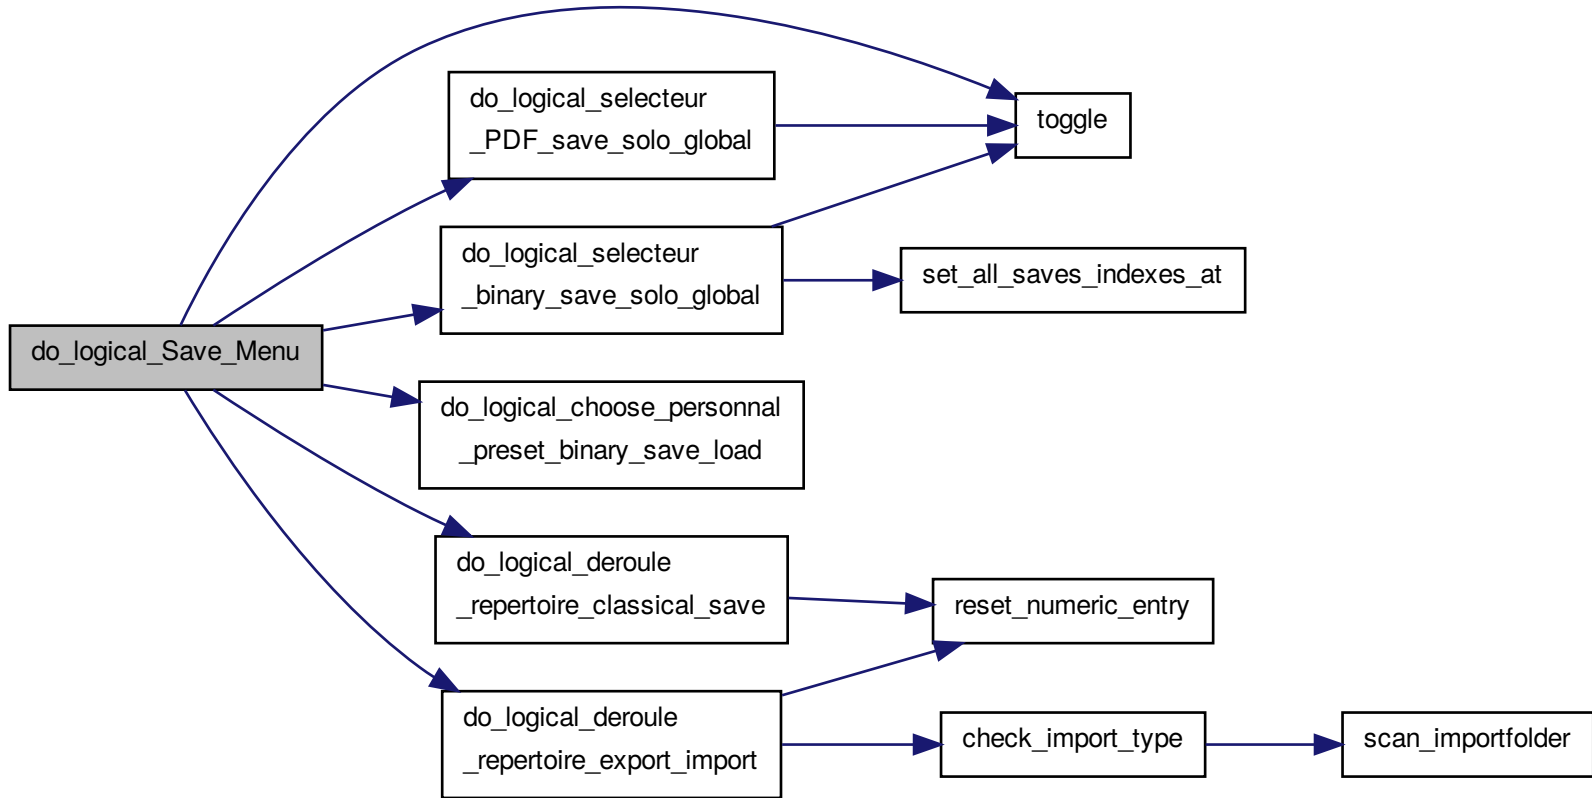 do_logical_selecteur
_PDF_save_solo_global
toggle
do_logical_selecteur
_binary_save_solo_global
set_all_saves_indexes_at
do_logical_Save_Menu
do_logical_choose_personnal
_preset_binary_save_load
do_logical_deroule
_repertoire_classical_save
reset_numeric_entry
do_logical_deroule
_repertoire_export_import
check_import_type
scan_importfolder